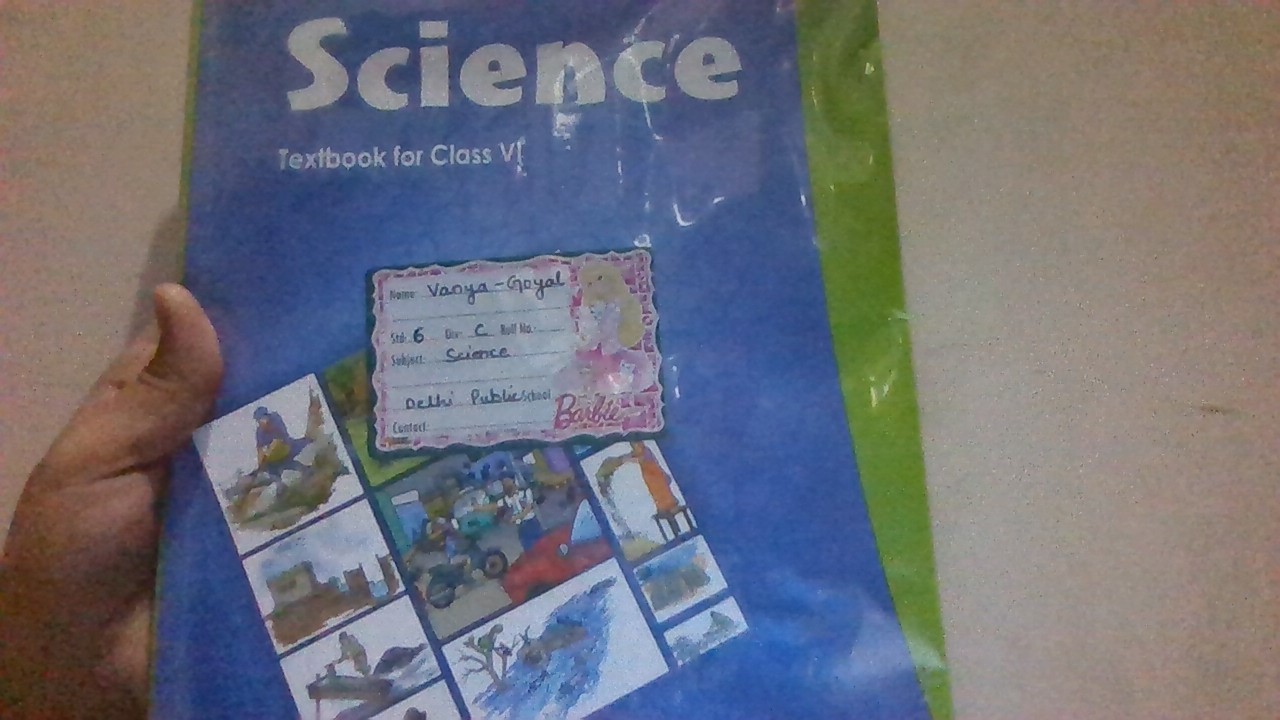 Science
Textbook for Class VI
Name: Vanya - Goyal
Std: 6 Div: C Roll No.:
Subject: Science
Delhi Public School
Contact:
Barbie